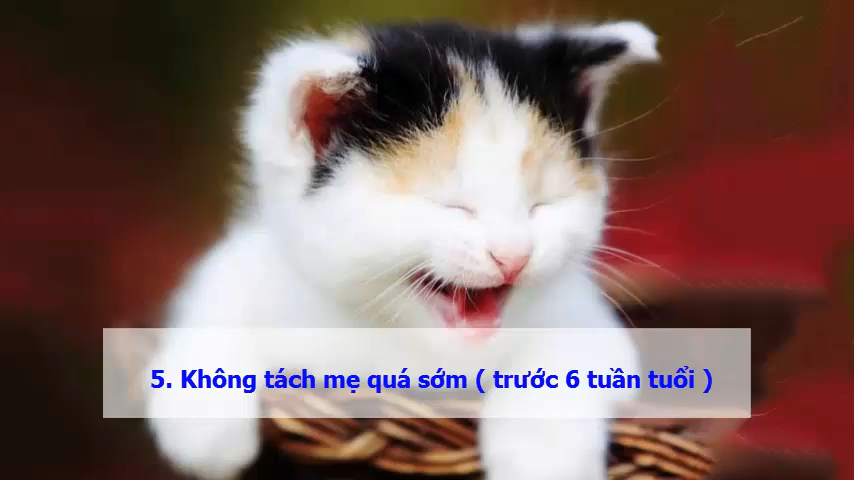 5. Không tách mẹ quá sớm ( trước 6 tuần tuổi )